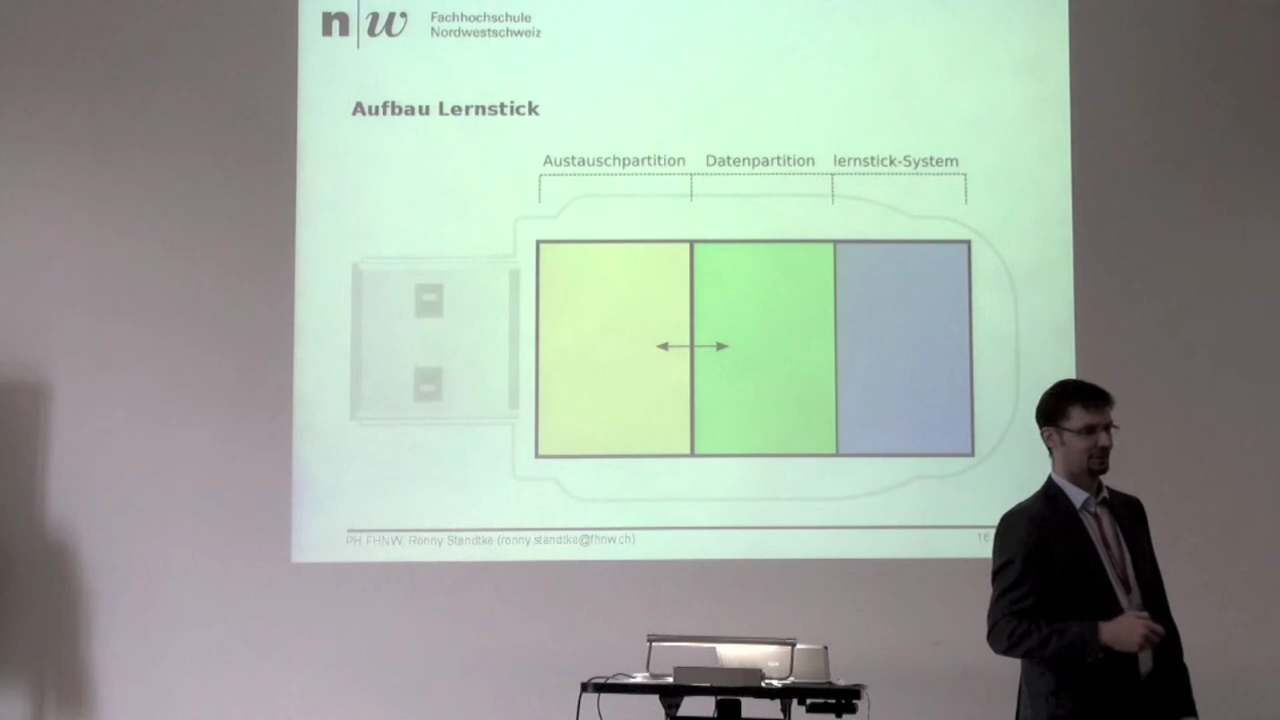 n|w Fachhochschule
Nordwestschweiz
Aufbau Lernstick
Austauschpartition Datenpartition lernstick-System
PH FHNW, Ronny Standtke (ronny.standtke@fhnw.ch) 16